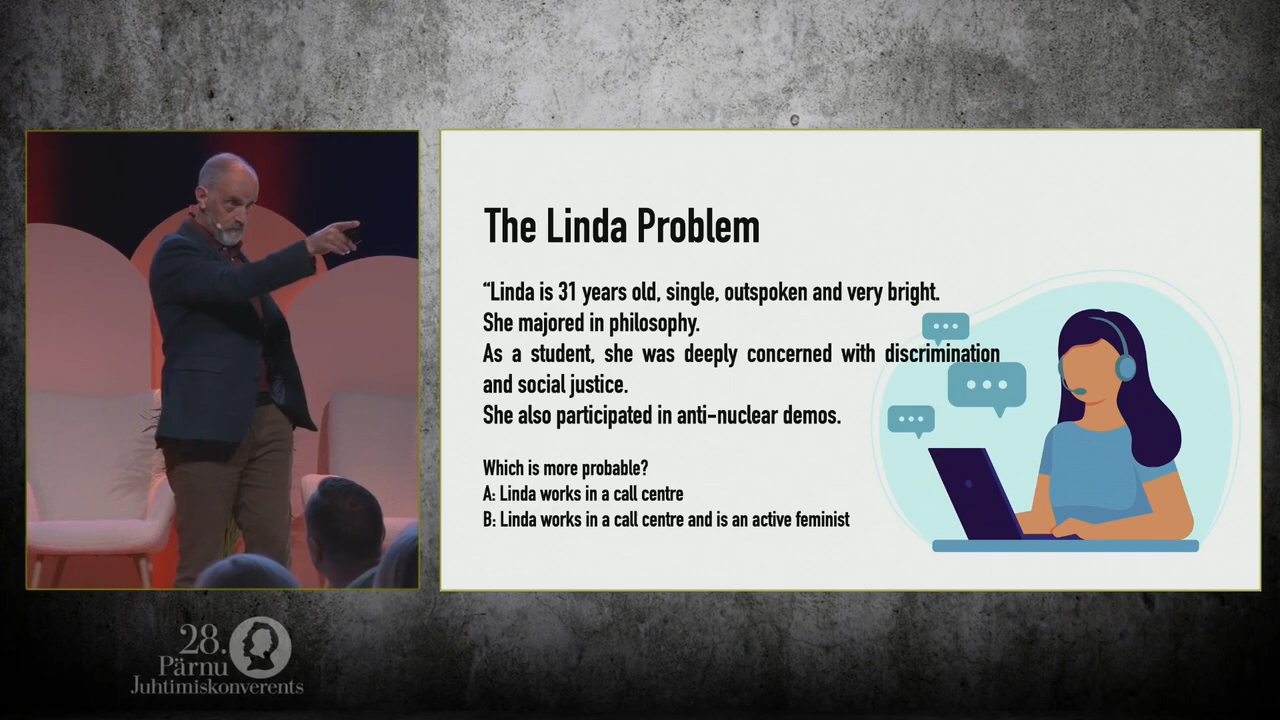 The Linda Problem
“Linda is 31 years old, single, outspoken and very bright.
She majored in philosophy.
As a student, she was deeply concerned with discrimination
and social justice.
She also participated in anti-nuclear demos.
Which is more probable?
A: Linda works in a call centre
B: Linda works in a call centre and is an active feminist
28.
Pärnu
Juhtimiskonverents